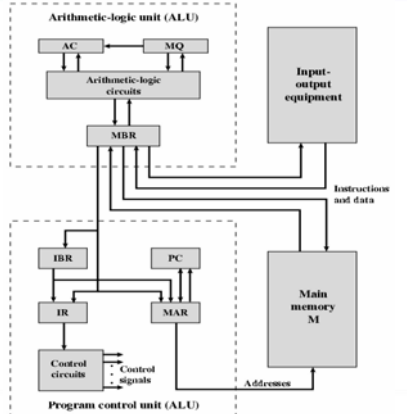 Arithmetic-logic unit (ALU)
AC
MQ
Arithmetic-logic
circuits
MBR
Input-
output
equipment
Instructions
and data
IBR
PC
IR
MAR
Main
memory
M
Control
circuits
Control
signals
Addresses
Program control unit (ALU)